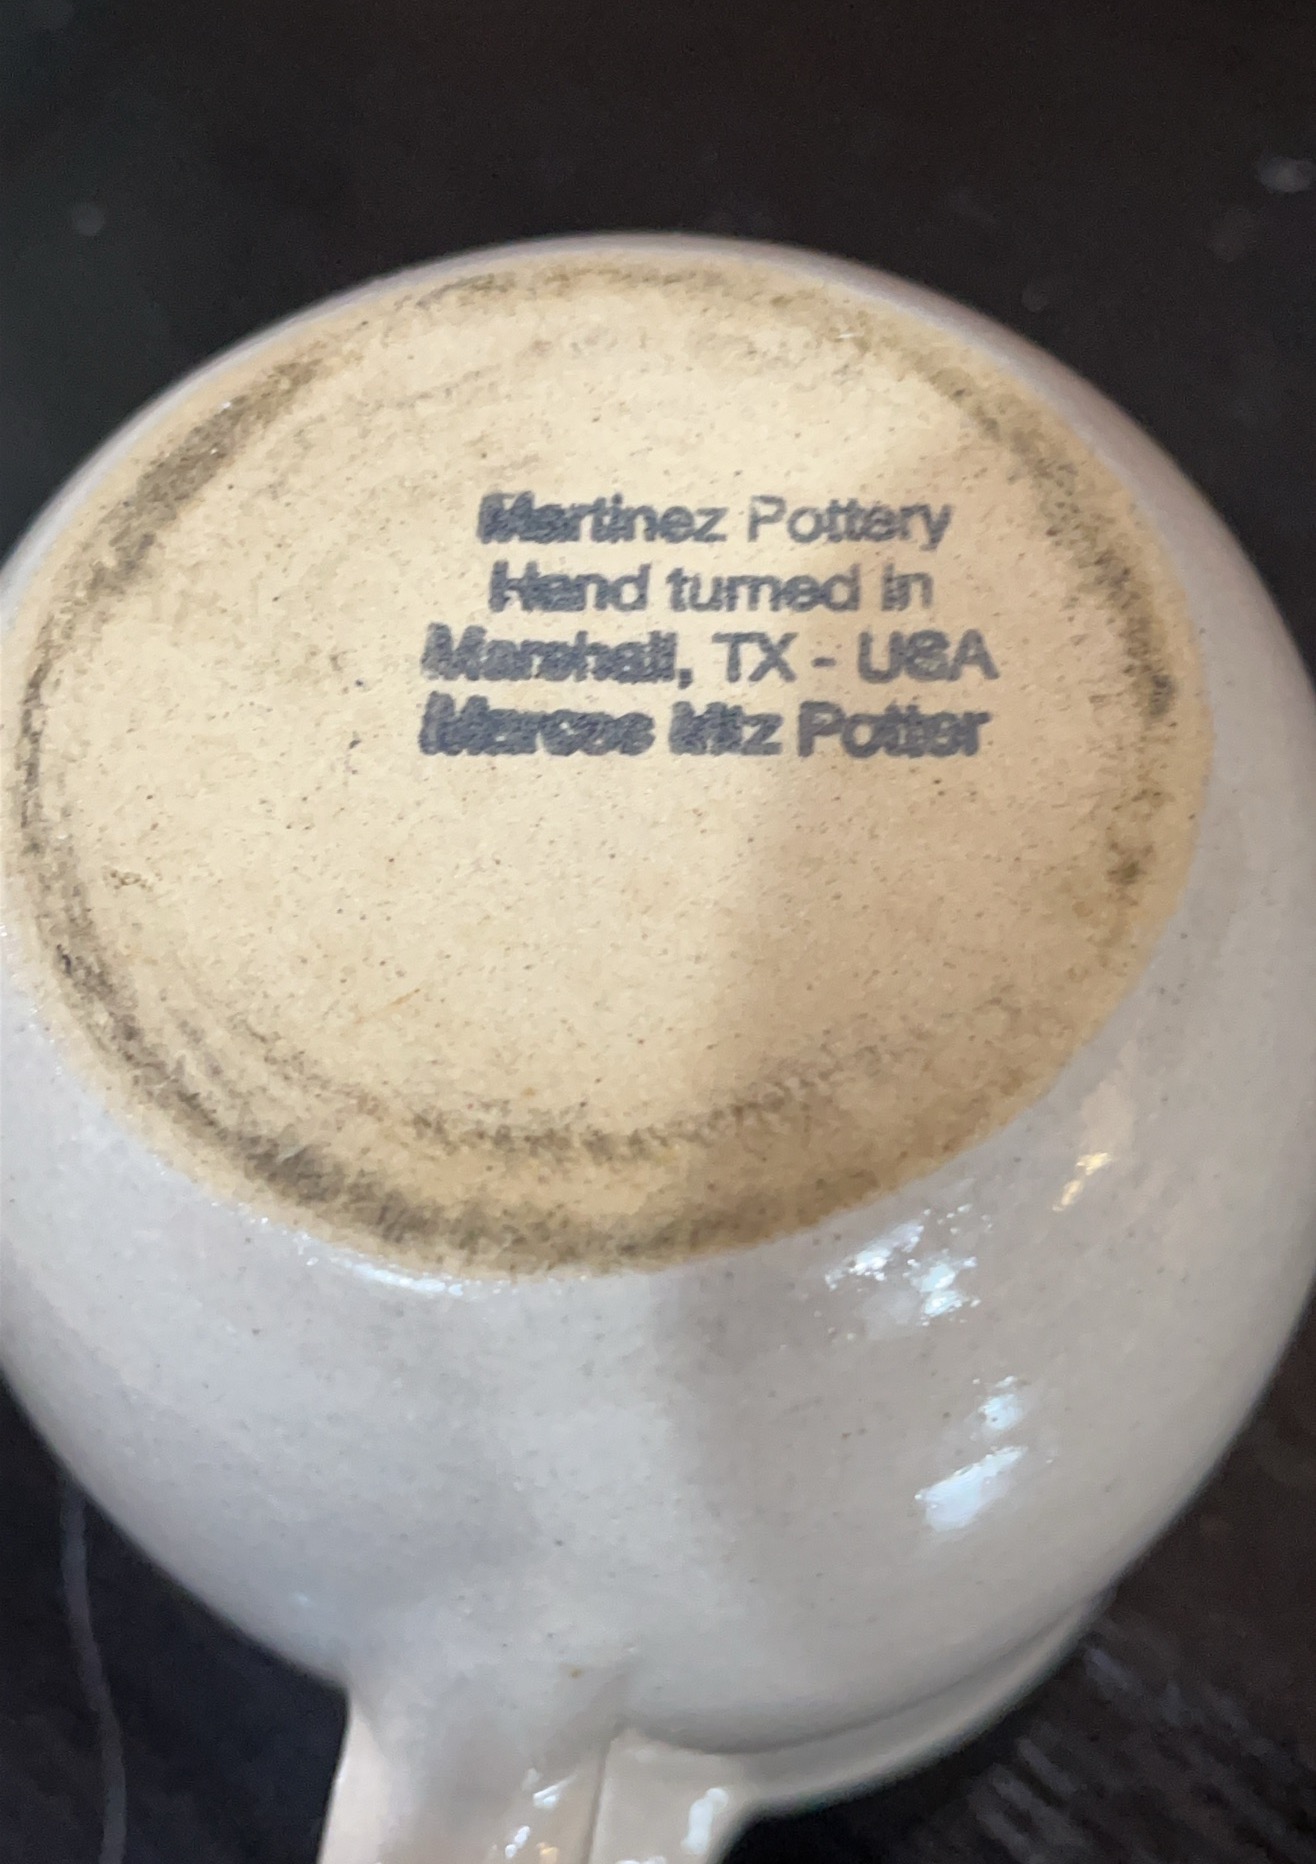 Martinez Pottery
Hand turned in
Marshall, TX - USA
Marcos Mtz Potter